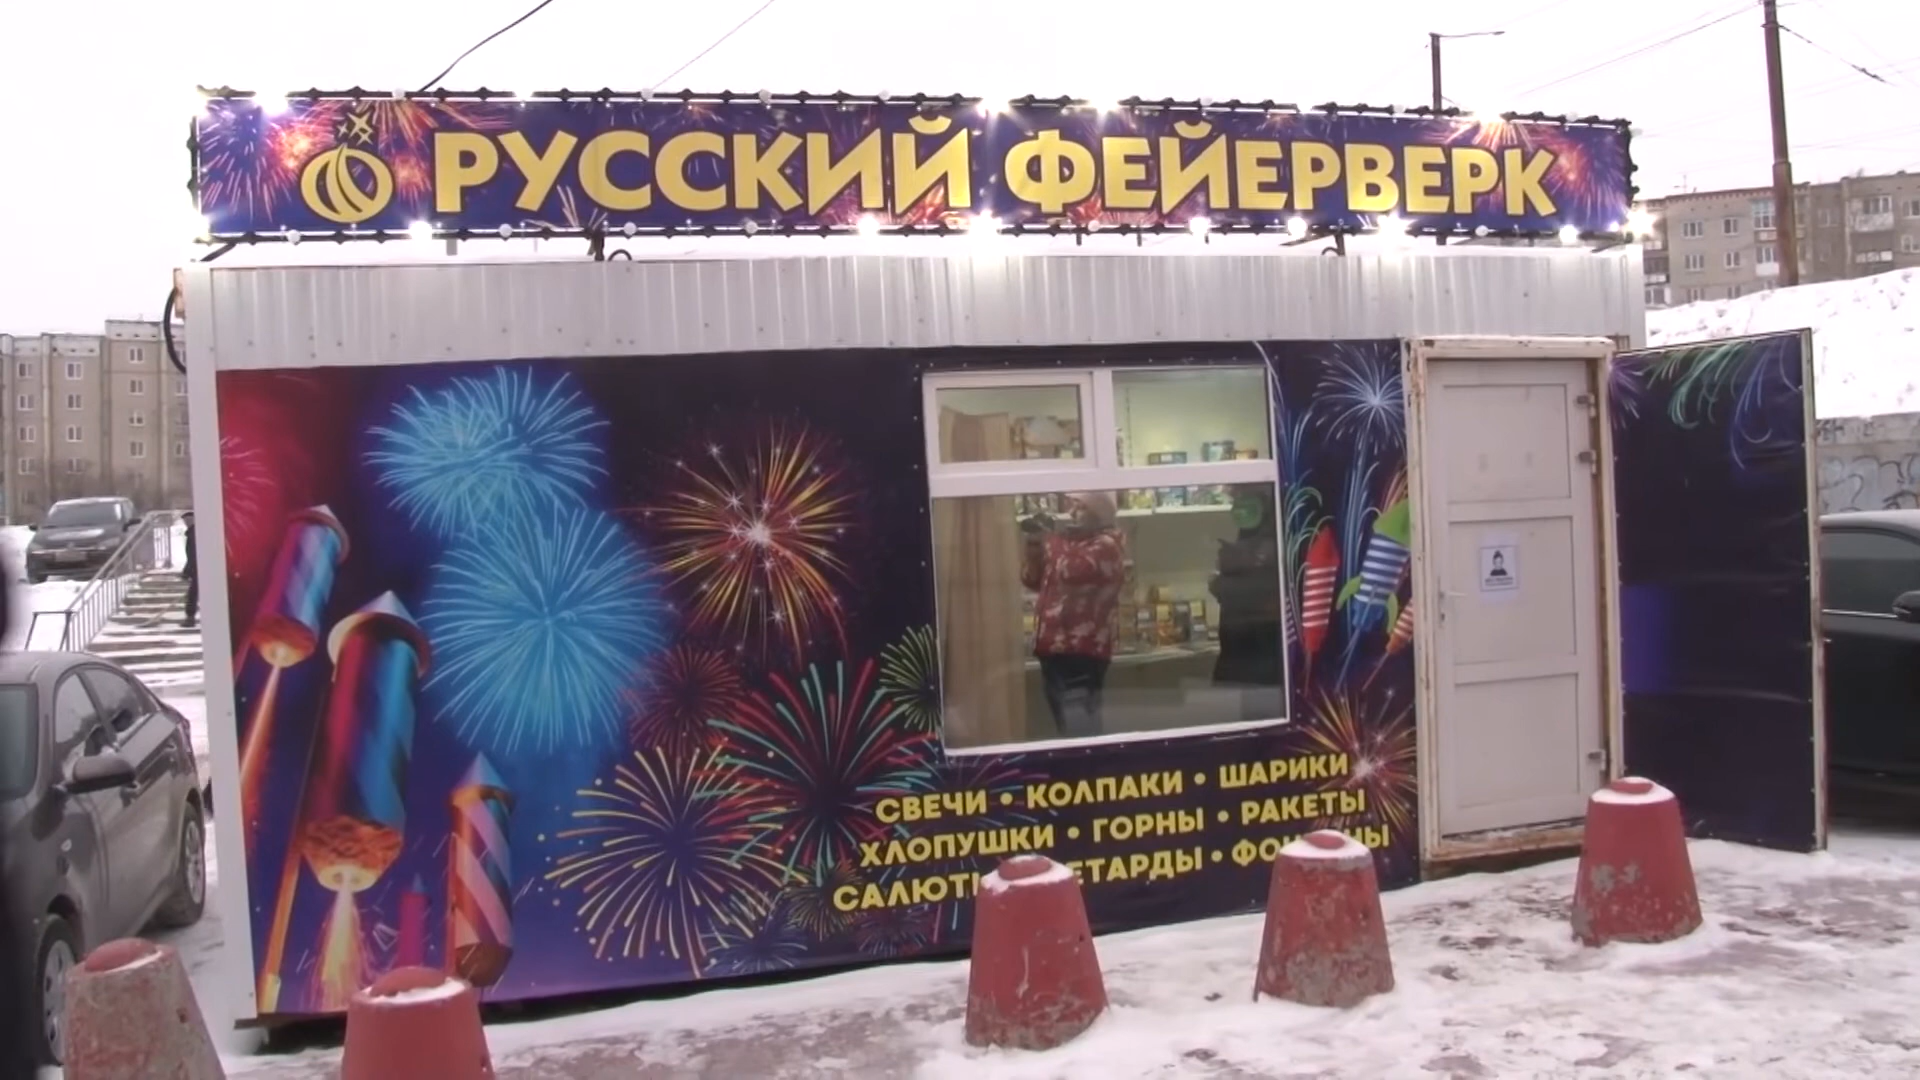 РУССКИЙ ФЕЙЕРВЕРК
СВЕЧИ • КОЛПАКИ • ШАРИКИ
ХЛОПУШКИ • ГОРНЫ • РАКЕТЫ